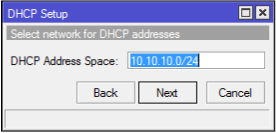 DHCP Setup
Select network for DHCP addresses
DHCP Address Space: 10.10.10.0/24
Back Next Cancel